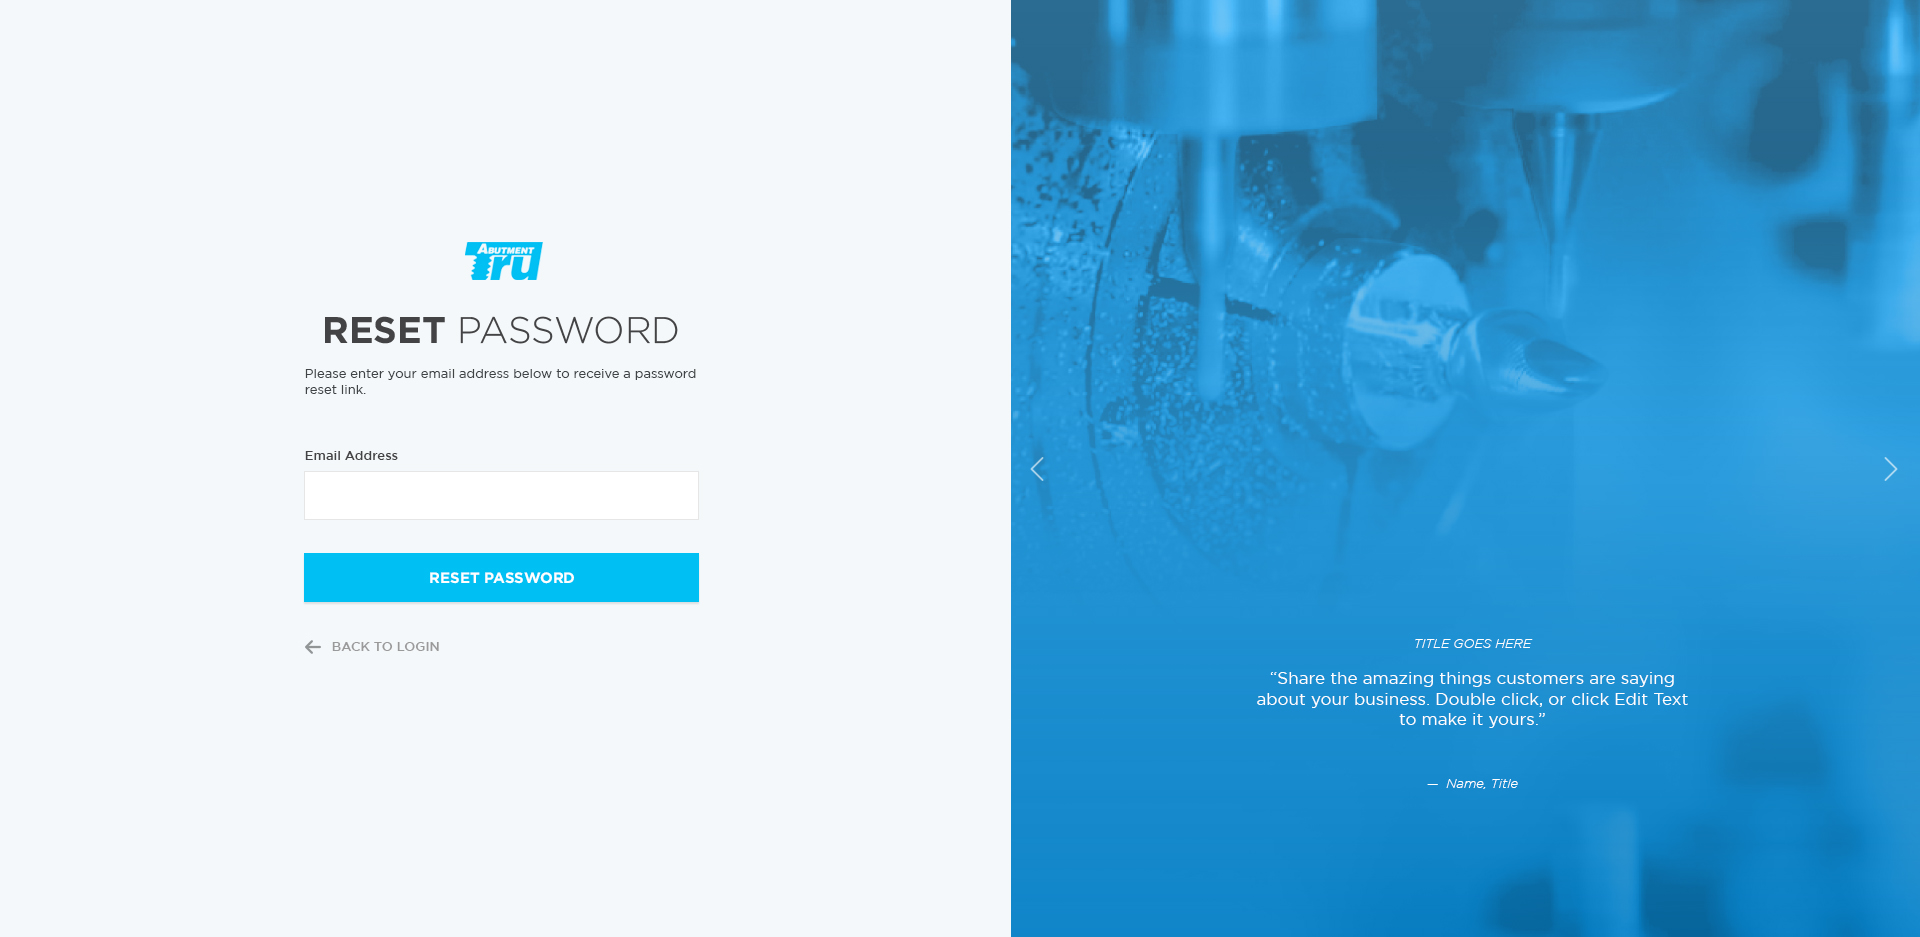 ABUTMENT
Tru
RESET PASSWORD
Please enter your email address below to receive a password
reset link.
Email Address
RESET PASSWORD
BACK TO LOGIN
TITLE GOES HERE
“Share the amazing things customers are saying
about your business. Double click, or click Edit Text
to make it yours.”
— Name, Title